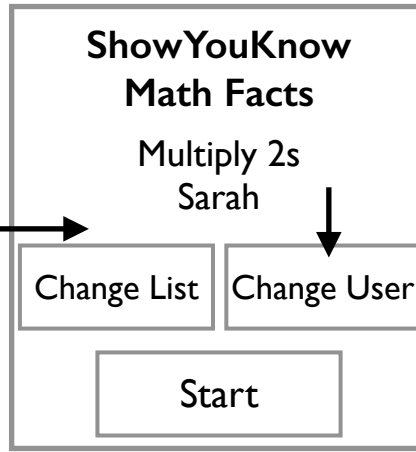 ShowYouKnow
Math Facts
Multiply 2s
Sarah
Change List
Change User
Start